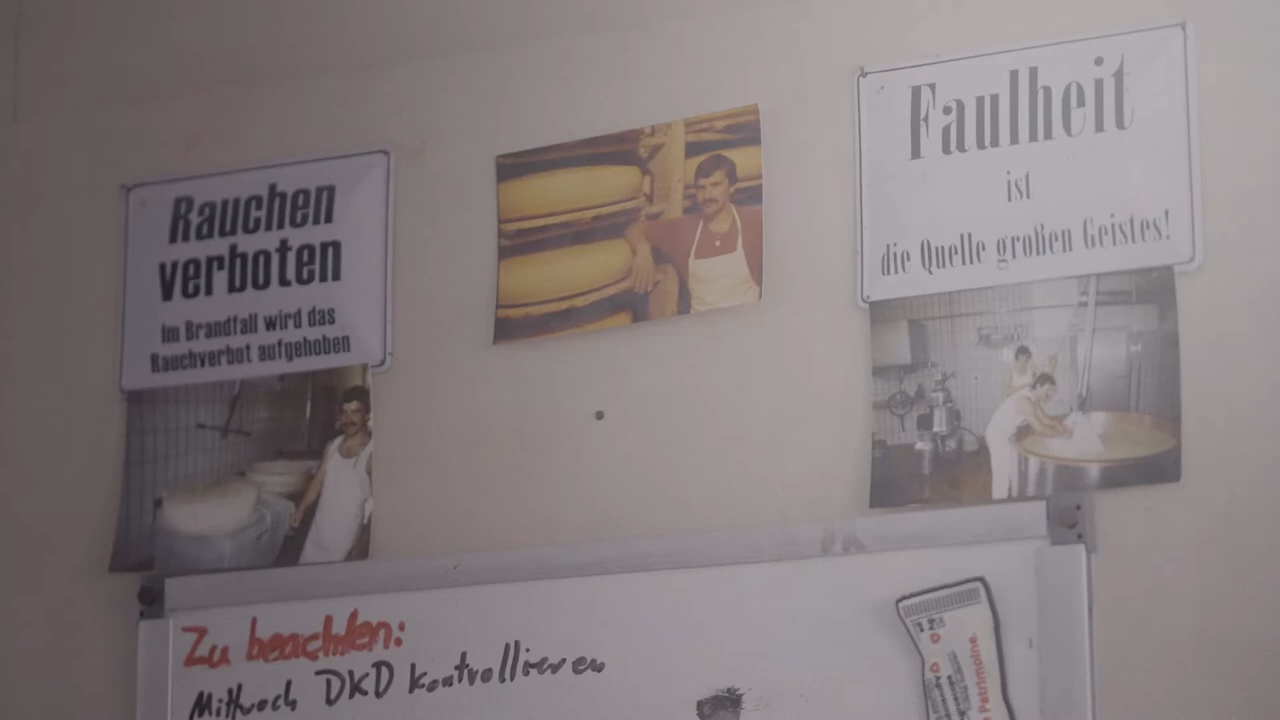 Rauchen
verboten
Im Brandfall wird das
Rauchverbot aufgehoben
Faulheit
ist
die Quelle großen Geistes!
Zu beachten:
Mittwoch DKD kontrollieren
Patrimoine.